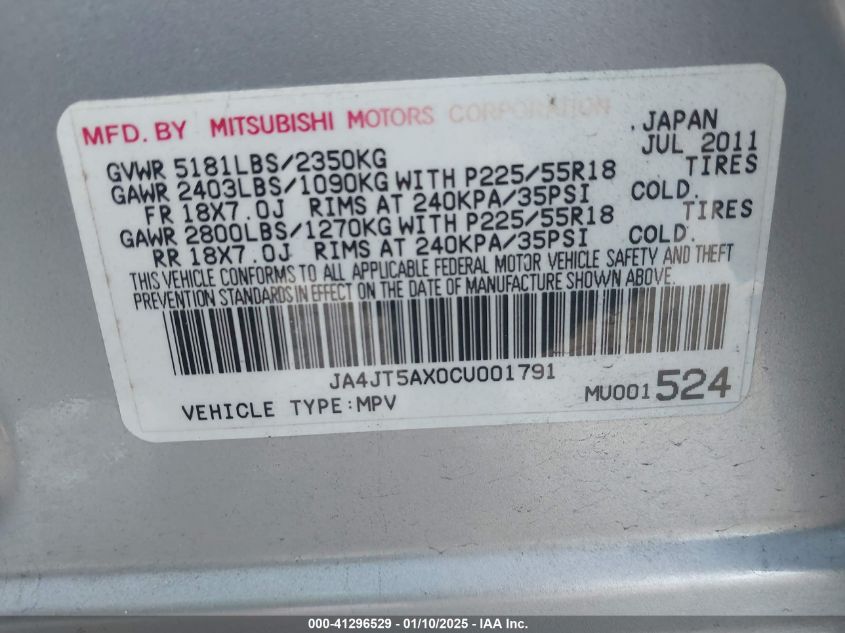 MFD. BY MITSUBISHI MOTORS CORPORATION . JAPAN
JUL 2011
GVWR 5181LBS/2350KG
GAWR 2403LBS/1090KG WITH P225/55R18 TIRES
FR 18X7.0J RIMS AT 240KPA/35PSI COLD.
GAWR 2800LBS/1270KG WITH P225/55R18 TIRES
RR 18X7.0J RIMS AT 240KPA/35PSI COLD.
THIS VEHICLE CONFORMS TO ALL APPLICABLE FEDERAL MOTOR VEHICLE SAFETY AND THEFT
PREVENTION STANDARDS IN EFFECT ON THE DATE OF MANUFACTURE SHOWN ABOVE.
JA4JT5AX0CU001791
VEHICLE TYPE:MPV MU001524
000-41296529 - 01/10/2025 - IAA Inc.